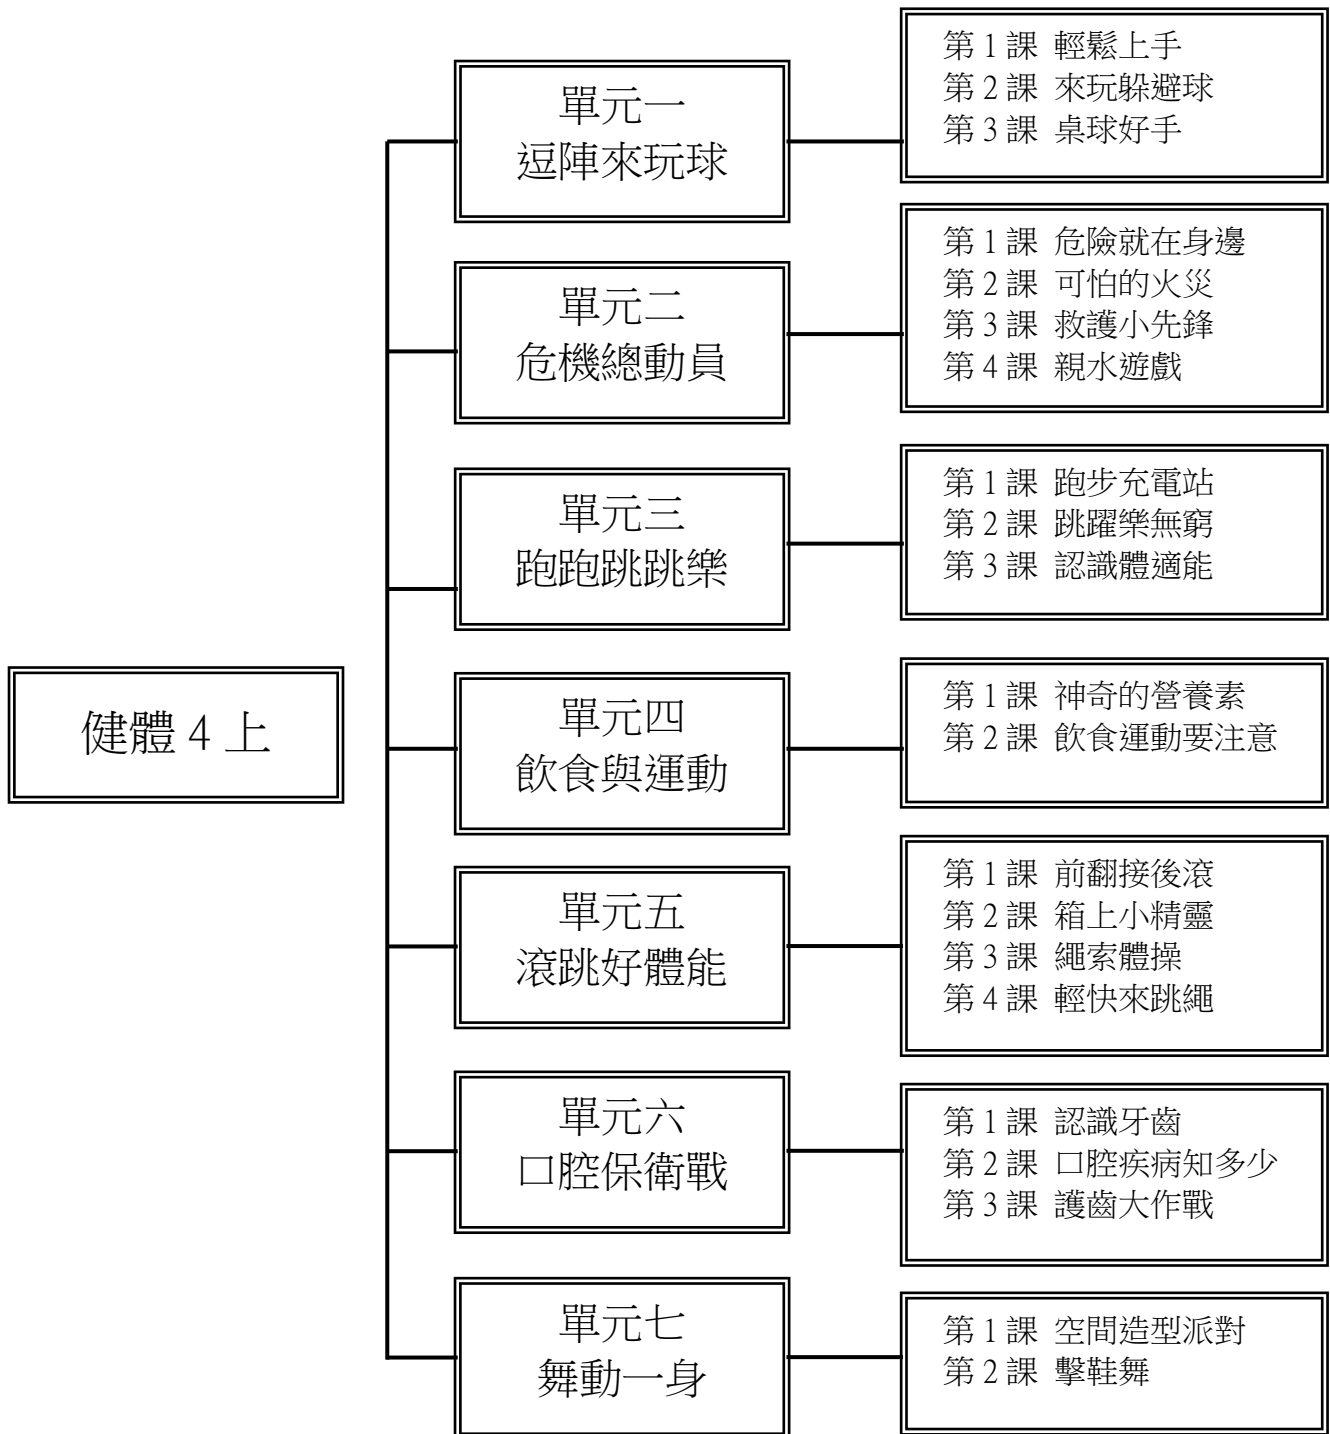 健體 4 上
單元一
逗陣來玩球
第 1 課 輕鬆上手
第 2 課 來玩躲避球
第 3 課 桌球好手
單元二
危機總動員
第 1 課 危險就在身邊
第 2 課 可怕的火災
第 3 課 救護小先鋒
第 4 課 親水遊戲
單元三
跑跑跳跳樂
第 1 課 跑步充電站
第 2 課 跳躍樂無窮
第 3 課 認識體適能
單元四
飲食與運動
第 1 課 神奇的營養素
第 2 課 飲食運動要注意
單元五
滾跳好體能
第 1 課 前翻接後滾
第 2 課 箱上小精靈
第 3 課 繩索體操
第 4 課 輕快來跳繩
單元六
口腔保衛戰
第 1 課 認識牙齒
第 2 課 口腔疾病知多少
第 3 課 護齒大作戰
單元七
舞動一身
第 1 課 空間造型派對
第 2 課 擊鞋舞